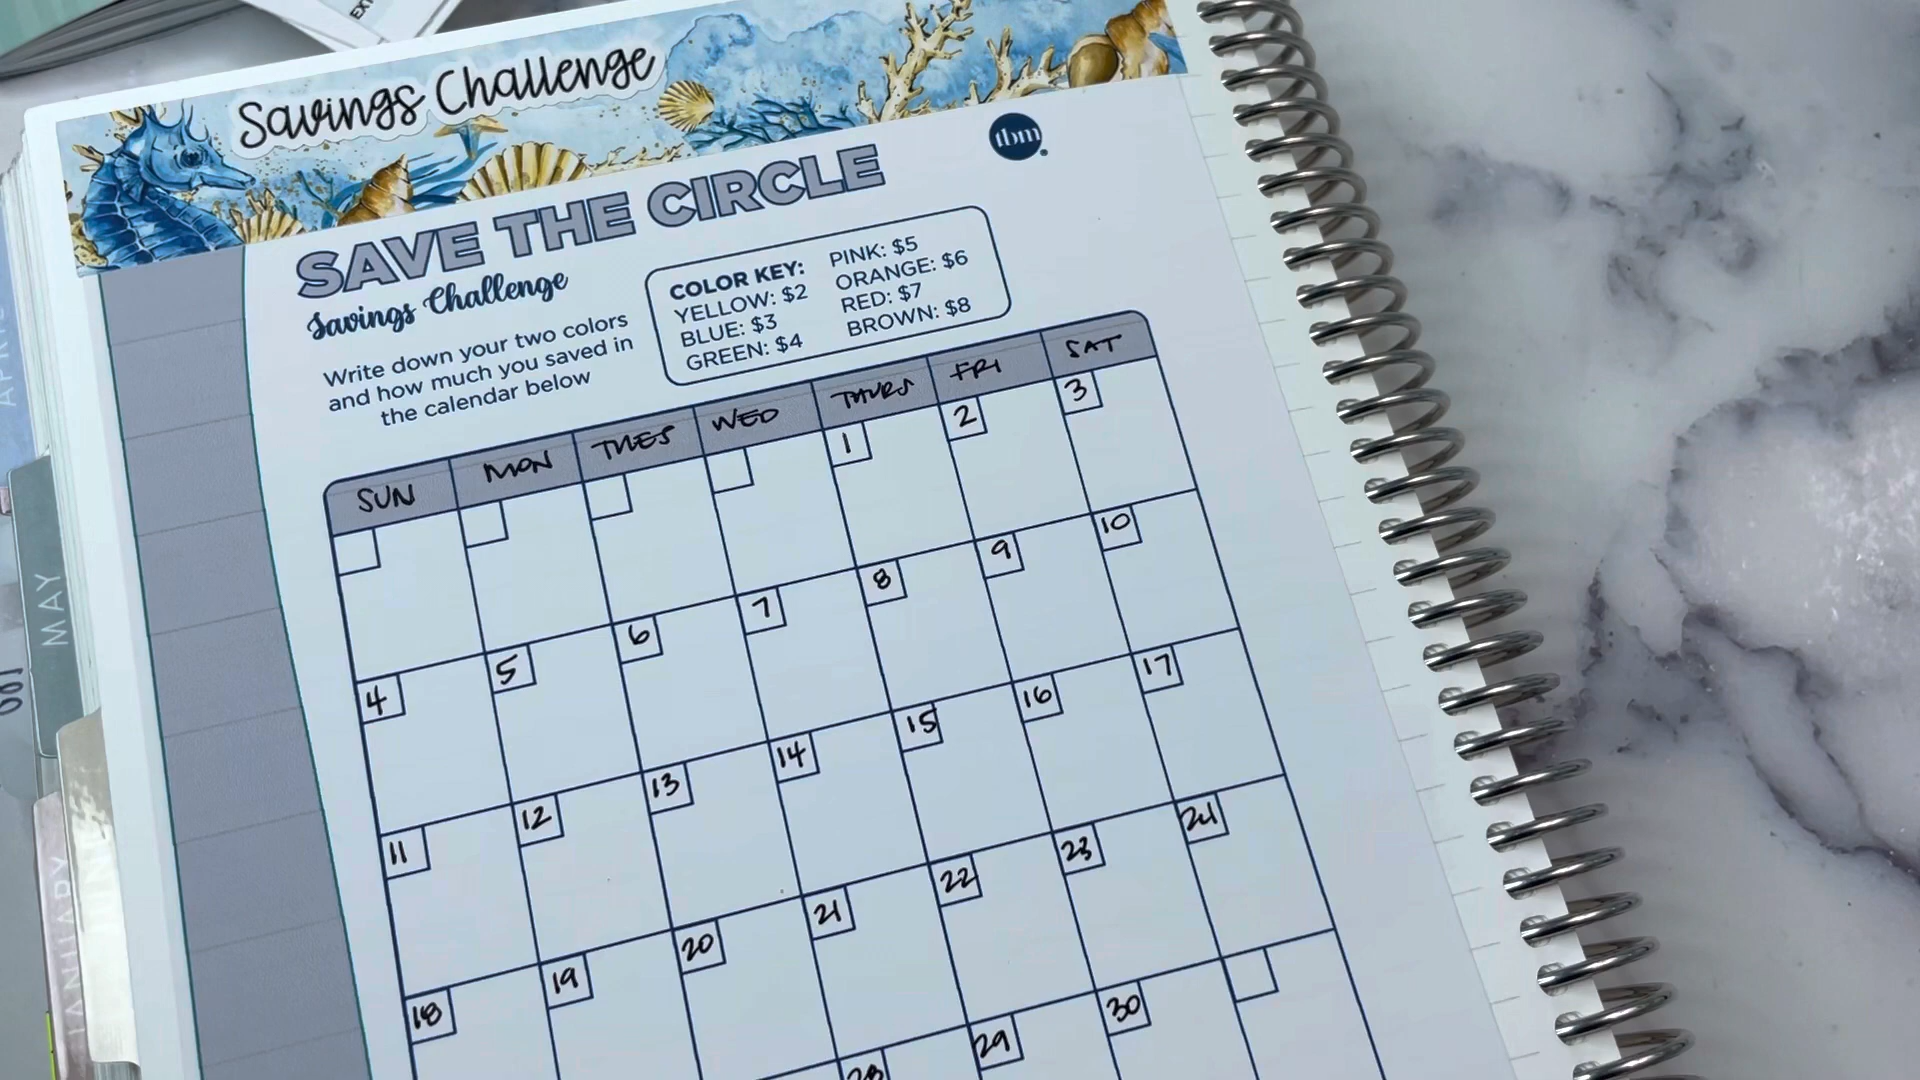 Savings Challenge
tbm
SAVE THE CIRCLE
Savings Challenge
Write down your two colors
and how much you saved in
the calendar below
COLOR KEY:
YELLOW: $2
BLUE: $3
GREEN: $4
PINK: $5
ORANGE: $6
RED: $7
BROWN: $8
SUN MON TUES WED THURS FRI SAT
1 2 3
4 5 6 7 8 9 10
11 12 13 14 15 16 17
18 19 20 21 22 23 24
28 29 30
APRIL
MAY
JANUARY